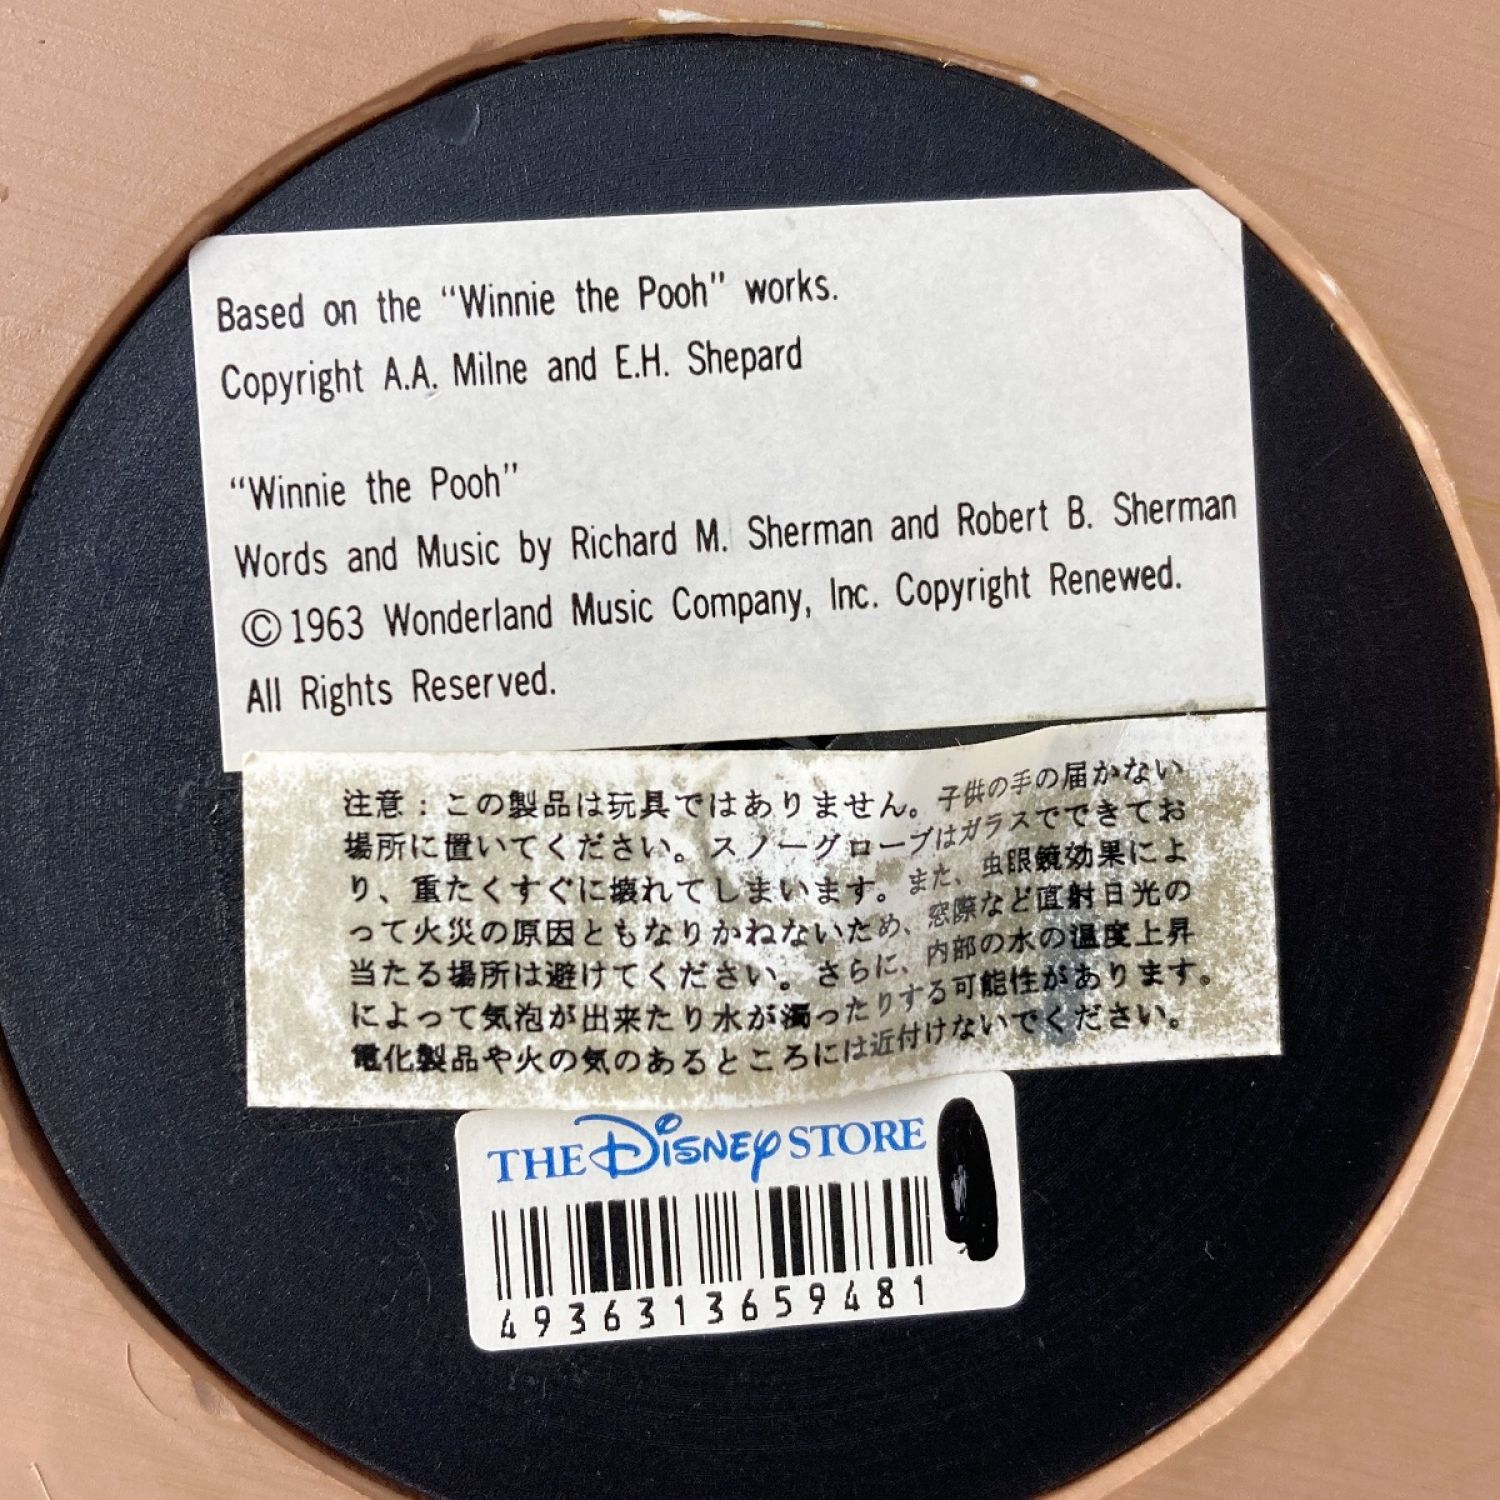 Based on the “Winnie the Pooh” works.
Copyright A.A. Milne and E.H. Shepard
“Winnie the Pooh”
Words and Music by Richard M. Sherman and Robert B. Sherman
©1963 Wonderland Music Company, Inc. Copyright Renewed.
All Rights Reserved.
注意：この製品は玩具ではありません。子供の手の届かない
場所に置いてください。スノーグローブはガラスでできてお
り、重たくすぐに壊れてしまいます。また、虫眼鏡効果によ
って火災の原因ともなりかねないため、窓際など直射日光の
当たる場所は避けてください。さらに、内部の水の温度上昇
によって気泡が出来たり水が濁ったりする可能性があります。
電化製品や火の気のあるところには近付けないでください。
THE DISNEY STORE
4936313659481